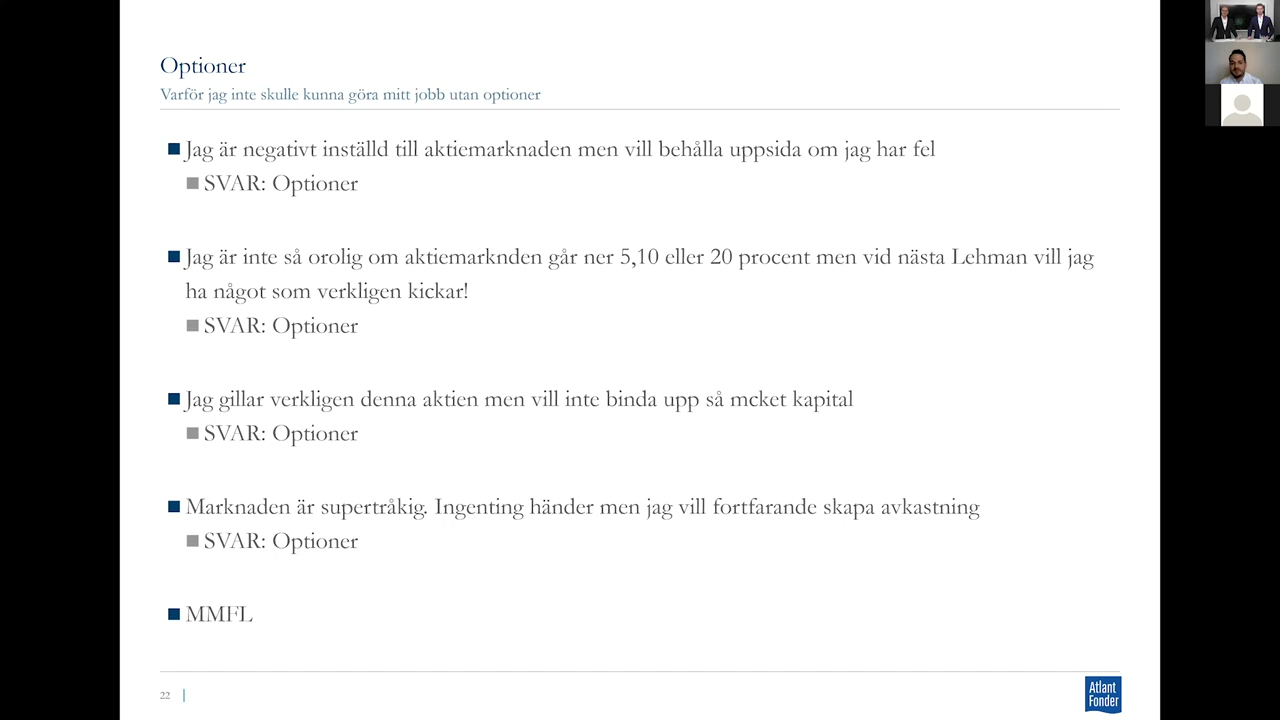 Optioner
Varför jag inte skulle kunna göra mitt jobb utan optioner
Jag är negativt inställd till aktiemarknaden men vill behålla uppsida om jag har fel
SVAR: Optioner
Jag är inte så orolig om aktiemarknden går ner 5,10 eller 20 procent men vid nästa Lehman vill jag
ha något som verkligen kickar!
SVAR: Optioner
Jag gillar verkligen denna aktien men vill inte binda upp så mcket kapital
SVAR: Optioner
Marknaden är supertråkig. Ingenting händer men jag vill fortfarande skapa avkastning
SVAR: Optioner
MMFL
22
Atlant
Fonder